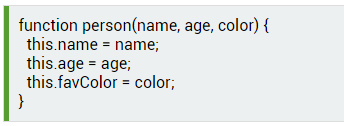 function person(name, age, color) {
  this.name = name;
  this.age = age;
  this.favColor = color;
}